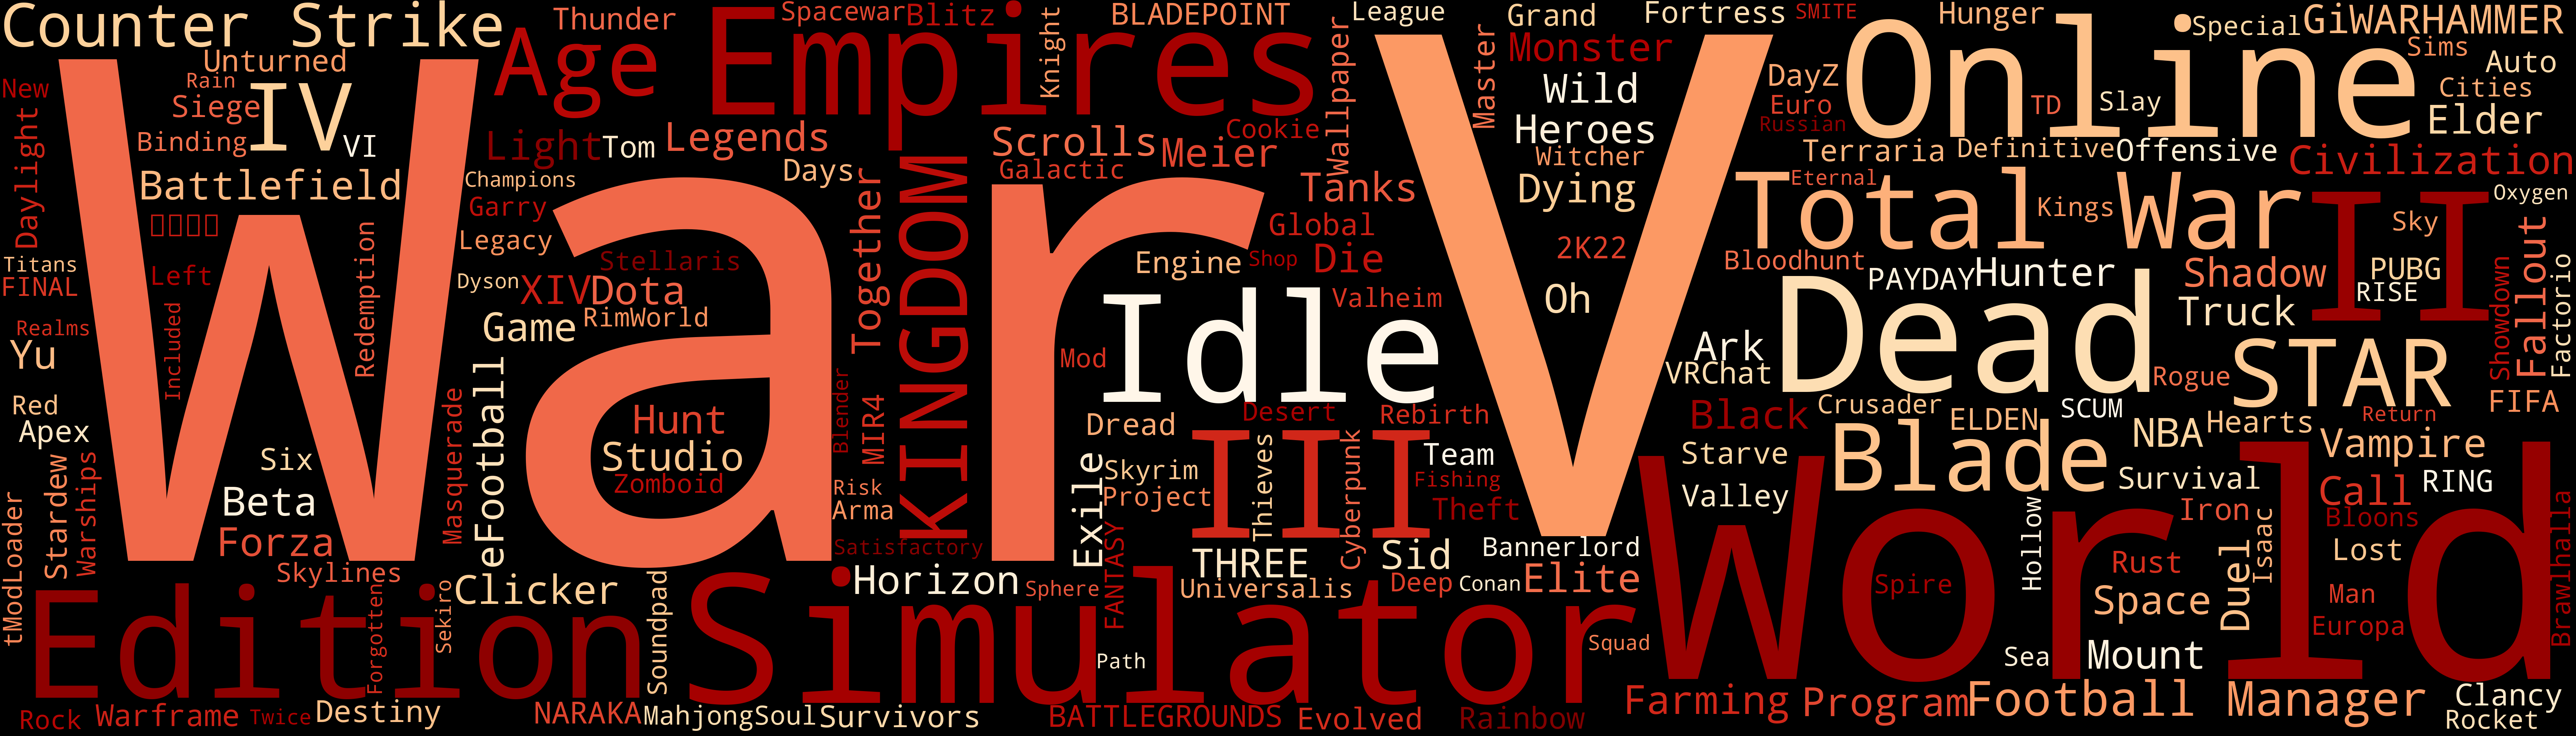 Counter Strike
Thunder
Age
Empires
Spacewar
Blitz
Knight
BLADEPOINT
Wallpaper
League
Master
Grand
Monster
Fortress
SMITE
Hunger
Online
Special
Gi
WARHAMMER
Sims
Auto
Cities
Elder
New
Unturned
Rain
Siege
IV
VI
Binding
Daylight
Battlefield
War
Light
Tom
Legends
Days
Champions
Garry
Legacy
Stellaris
Dyson
XIV
Dota
Game
RimWorld
Together
KINGDOM
MIR4
Scrolls
Meier
Cookie
Galactic
Tanks
Global
Engine
Shop
Die
Valheim
Idle
Mod
V
Wild
Heroes
Witcher
Dying
2K22
Oh
DayZ
Euro
Russian
TD
Slay
Terraria
Definitive
Offensive
Civilization
Eternal
Total War
Kings
II
Oxygen
Sky
Bloodhunt
PAYDAY
Hunter
Shadow
PUBG
RISE
Truck
Fallout
Showdown
Factorio
Dead
Ark
VRChat
Rogue
STAR
FIFA
Return
Titans
FINAL
Left
Redemption
Included
Realms
Yu
Red
Apex
Six
Beta
Forza
Skylines
Stardew
Warships
tModLoader
Masquerade
eFootball
Hunt
Studio
Zomboid
Blender
Risk
Arma
Satisfactory
Dread
Desert
Rebirth
Exile
Skyrim
Project
III
Thieves
Cyberpunk
Team
Fishing
Theft
FANTASY
THREE
Sid
Bannerlord
Universalis
Deep
Conan
Elite
Black
Crusader
ELDEN
SCUM
NBA
Hearts
Starve
Valley
Blade
Survival
Vampire
Call
RING
Iron
Bloons
World
Hollow
Isaac
Duel
Lost
Rust
Spire
Space
Man
Europa
Brawlhalla
Sea
Mount
Edition
Forgotten
Sekiro
Clicker
Soundpad
Simulator
Horizon
Sphere
Path
Squad
Rock
Warframe
Twice
Destiny
NARAKA
MahjongSoul
Survivors
BATTLEGROUNDS
Evolved
Rainbow
Farming
Program
Football Manager
Clancy
Rocket